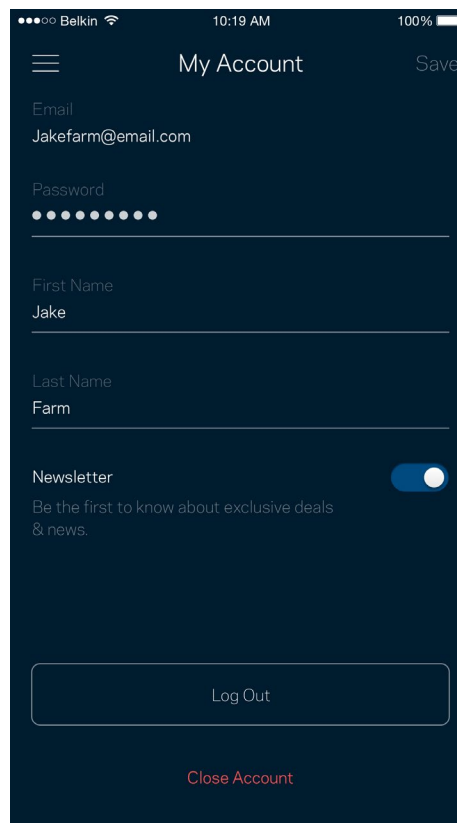 Belkin 10:19 AM 100%
My Account Save
Email
Jakefarm@email.com
Password
First Name
Jake
Last Name
Farm
Newsletter
Be the first to know about exclusive deals
& news.
Log Out
Close Account